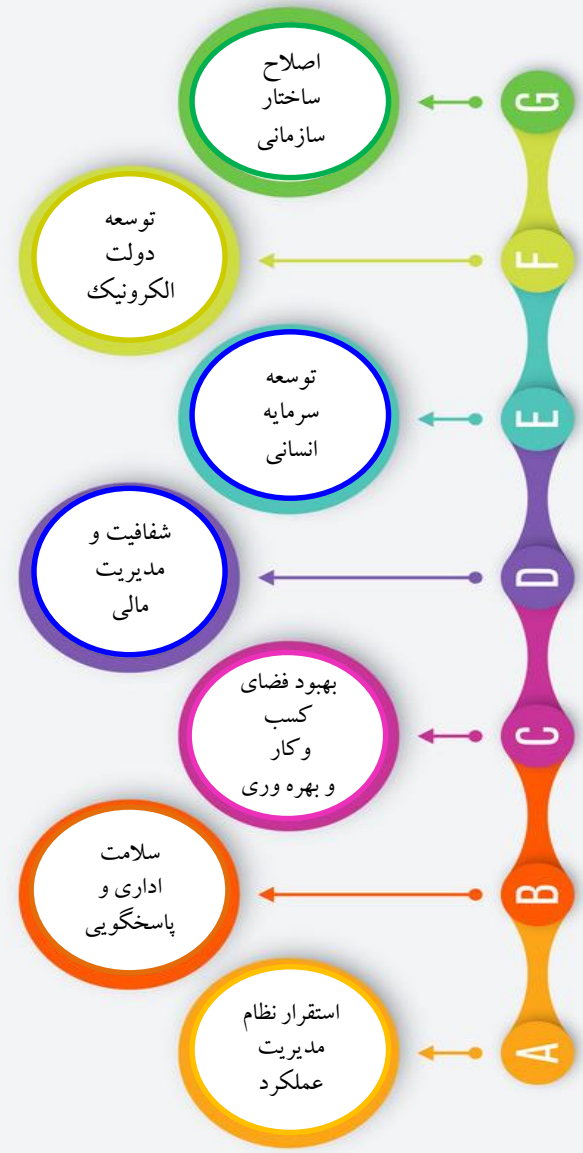 اصلاح
ساختار
سازمانی
G
توسعه
دولت
الکرونیک
F
توسعه
سرمایه
انسانی
E
شفافیت و
مدیریت
مالی
D
بهبود فضای
کسب
وکار
و بهره وری
C
سلامت
اداری و
پاسخگویی
B
استقرار نظام
مدیریت
عملکرد
A